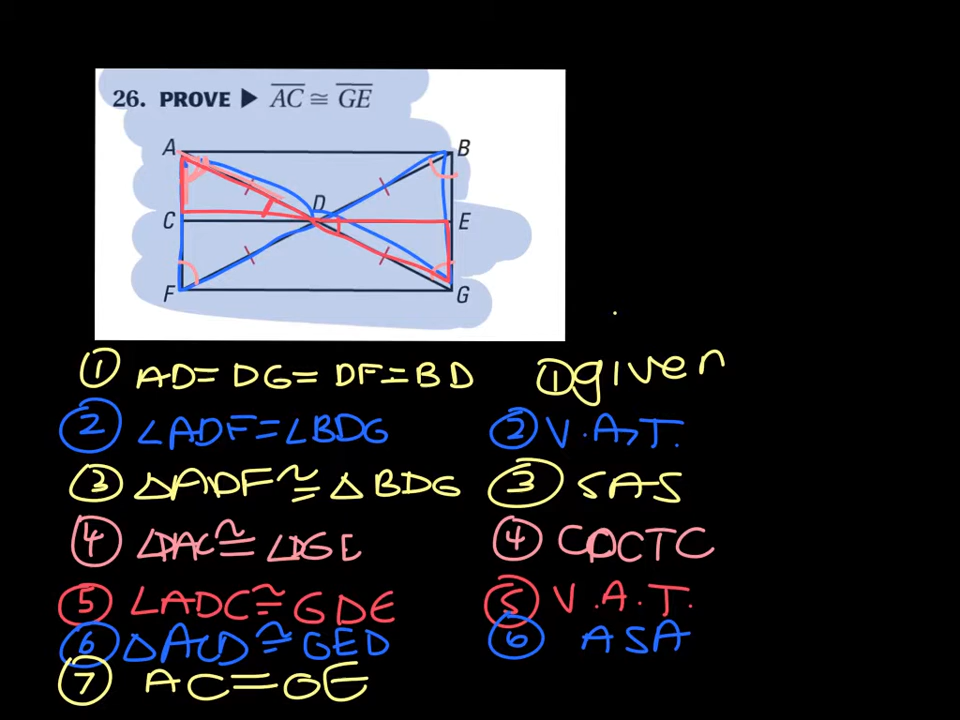 26. PROVE ▶ AC ≅ GE
A B
D
C E
F G
① AD = DG = DF = BD ① given
② ∠ADF = ∠BDG ② V.A.T.
③ △ADF ≅ △BDG ③ SAS
④ ∠DAC ≅ ∠DGE ④ CPCTC
⑤ ∠ADC ≅ GDE ⑤ V.A.T.
⑥ △ACD ≅ GED ⑥ ASA
⑦ AC = GE